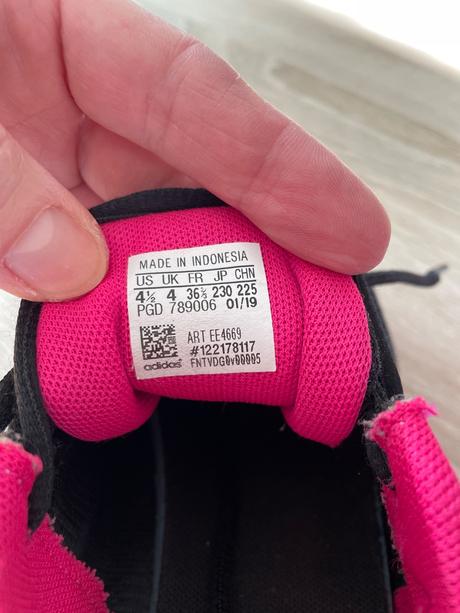 MADE IN INDONESIA
US UK FR JP CHN
4½ 4 36⅔ 230 225
PGD 789006 01/19
ART EE4669
#122178117
adidas FNTVDG0v00005